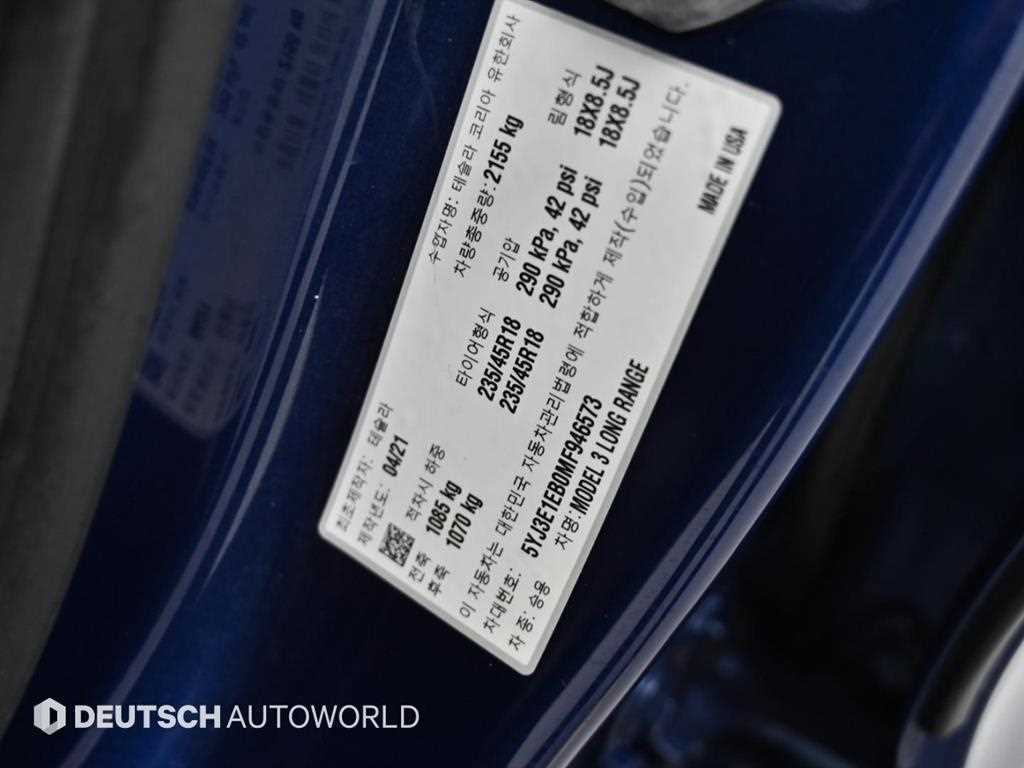 최초제작자: 테슬라
수입자명: 테슬라 코리아 유한회사
제작년도: 04/21
차량총중량: 2155 kg
적차시 하중
타이어형식
공기압
림형식
전축
1085 kg
235/45R18
290 kPa, 42 psi
18X8.5J
후축
1070 kg
235/45R18
290 kPa, 42 psi
18X8.5J
이 자동차는 대한민국 자동차관리법령에 적합하게 제작(수입)되었습니다.
차대번호: 5YJ3E1EB0MF946573
차 종: 승용
차명: MODEL 3 LONG RANGE
MADE IN USA
DEUTSCH AUTOWORLD